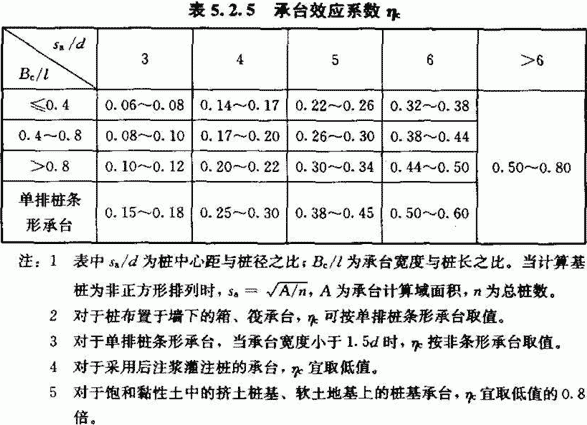 表 5.2.5 承台效应系数 ηc
sa/d
Bc/l
3 4 5 6 >6
≤0.4 0.06～0.08 0.14～0.17 0.22～0.26 0.32～0.38
0.4～0.8 0.08～0.10 0.17～0.20 0.26～0.30 0.38～0.44
>0.8 0.10～0.12 0.20～0.22 0.30～0.34 0.44～0.50
0.50～0.80
单排桩条
形承台
0.15～0.18 0.25～0.30 0.38～0.45 0.50～0.60
注：1 表中 sa/d 为桩中心距与桩径之比；Bc/l 为承台宽度与桩长之比。当计算基
桩为非正方形排列时，sa = √A/n，A 为承台计算域面积，n 为总桩数。
2 对于桩布置于墙下的箱、筏承台，ηc 可按单排桩条形承台取值。
3 对于单排桩条形承台，当承台宽度小于 1.5d 时，ηc 按非条形承台取值。
4 对于采用后注浆灌注桩的承台，ηc 宜取低值。
5 对于饱和黏性土中的挤土桩基、软土地基上的桩基承台，ηc 宜取低值的 0.8
倍。